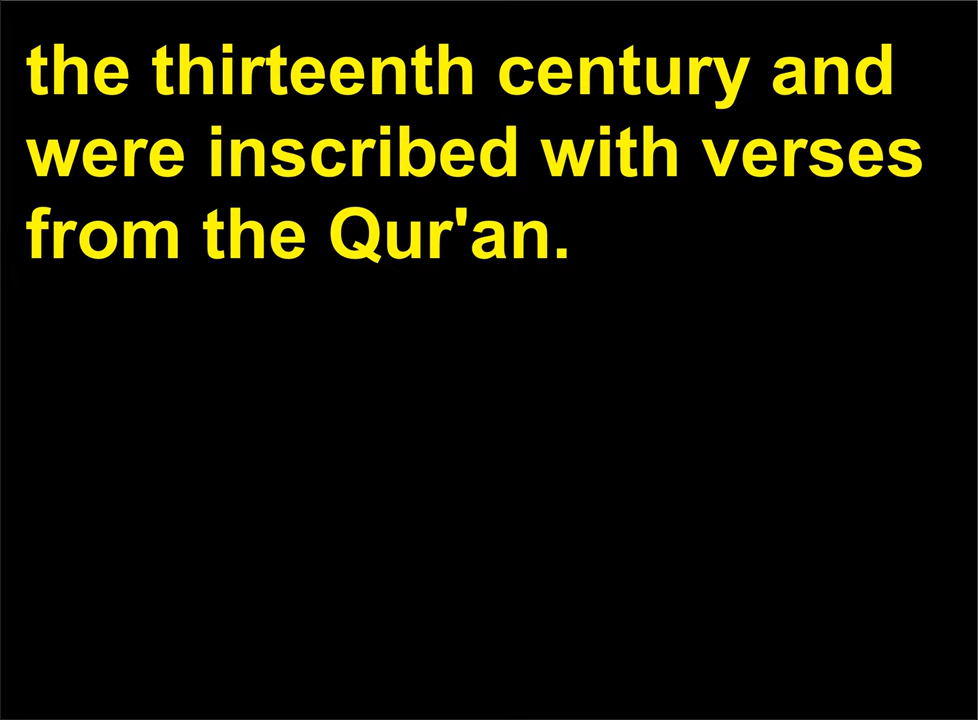 the thirteenth century and
were inscribed with verses
from the Qur'an.